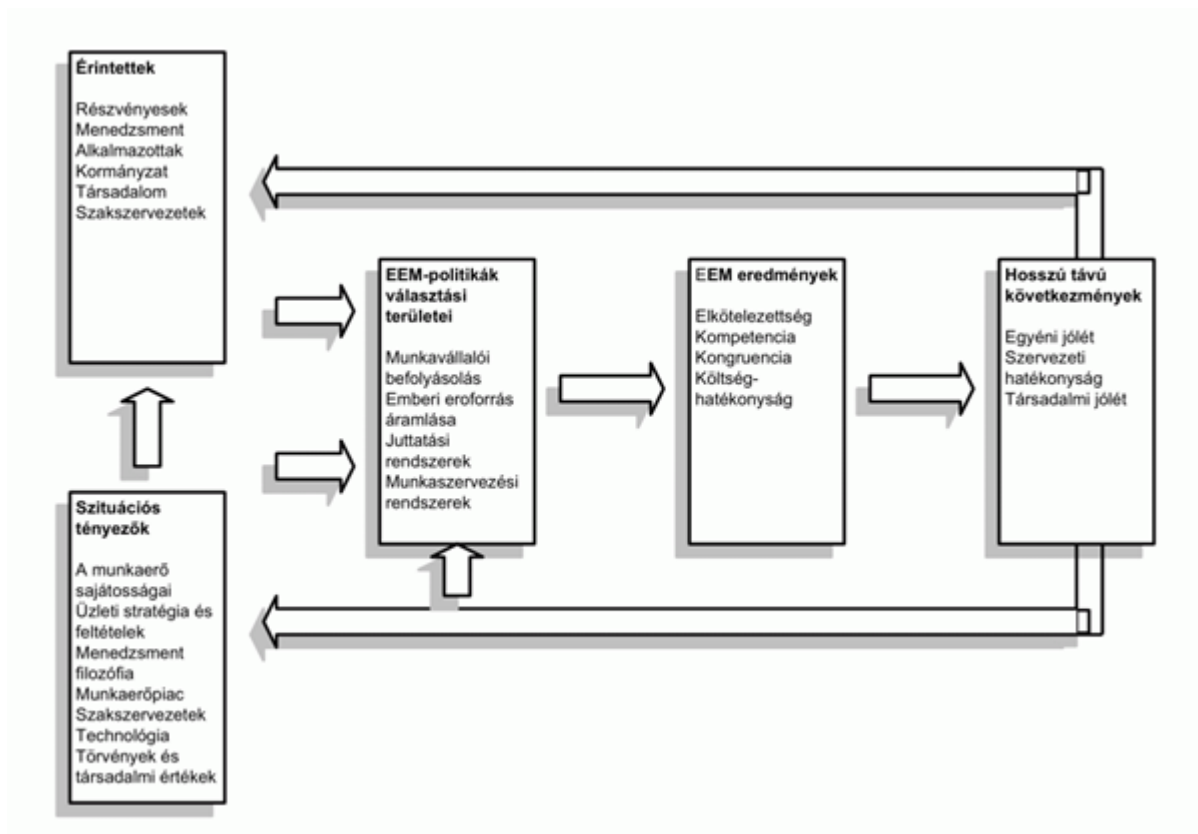 Érintettek
Részvényesek
Menedzsment
Alkalmazottak
Kormányzat
Társadalom
Szakszervezetek
Szituációs
tényezők
A munkaerő
sajátosságai
Üzleti stratégia és
feltételek
Menedzsment
filozófia
Munkaerőpiac
Szakszervezetek
Technológia
Törvények és
társadalmi értékek
EEM-politikák
választási
területei
Munkavállalói
befolyásolás
Emberi eroforrás
áramlása
Juttatási
rendszerek
Munkaszervezési
rendszerek
EEM eredmények
Elkötelezettség
Kompetencia
Kongruencia
Költség-
hatékonyság
Hosszú távú
következmények
Egyéni jólét
Szervezeti
hatékonyság
Társadalmi jólét